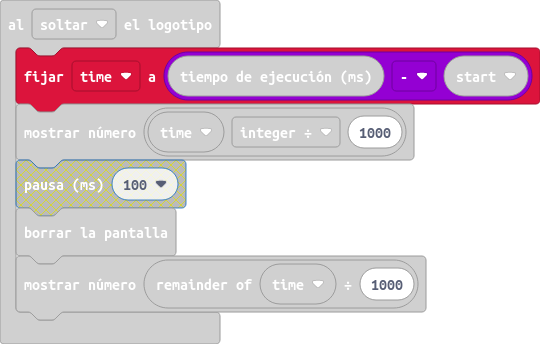 al soltar el logotipo
fijar time a tiempo de ejecución (ms) - start
mostrar número time integer ÷ 1000
pausa (ms) 100
borrar la pantalla
mostrar número remainder of time ÷ 1000